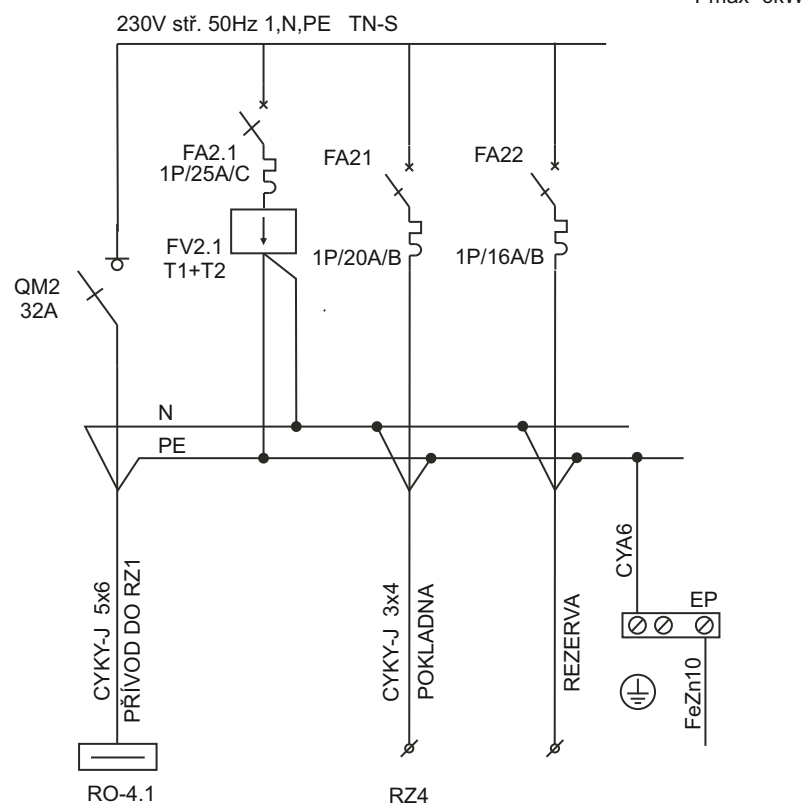 230V stř. 50Hz 1,N,PE TN-S
FA2.1
1P/25A/C
FA21
FA22
FV2.1
T1+T2
1P/20A/B
1P/16A/B
QM2
32A
N
PE
CYKY-J 5x6
PŘÍVOD DO RZ1
CYKY-J 3x4
POKLADNA
REZERVA
CYA6
EP
FeZn10
RO-4.1
RZ4